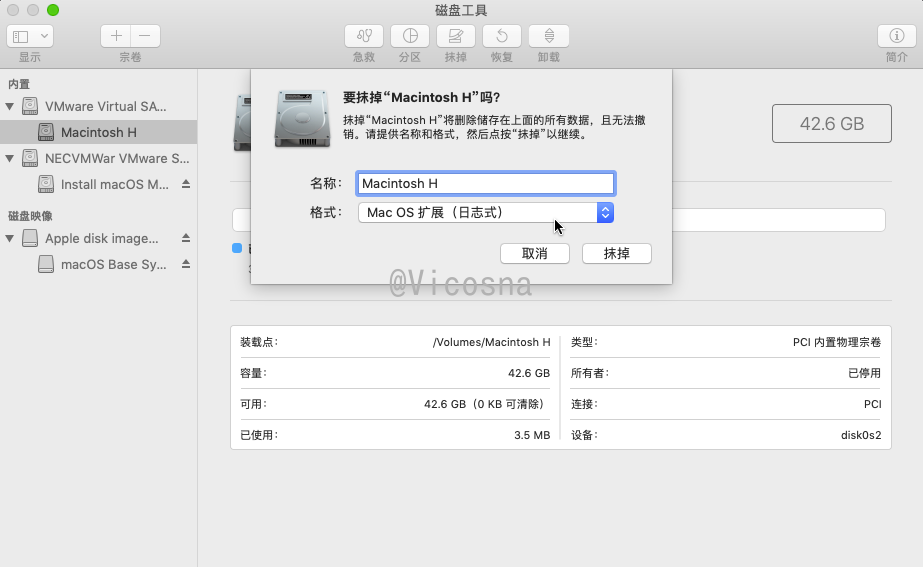 磁盘工具
显示
宗卷
急救
分区
抹掉
恢复
卸载
简介
内置
VMware Virtual SA...
Macintosh H
NECVMWar VMware S...
Install macOS M...
磁盘映像
Apple disk image...
macOS Base Sy...
要抹掉“Macintosh H”吗?
抹掉“Macintosh H”将删除储存在上面的所有数据，且无法撤
销。请提供名称和格式，然后点按“抹掉”以继续。
名称： Macintosh H
格式： Mac OS 扩展（日志式）
取消 抹掉
42.6 GB
@Vicosna
装载点： /Volumes/Macintosh H
容量： 42.6 GB
可用： 42.6 GB（0 KB 可清除）
已使用： 3.5 MB
类型： PCI 内置物理宗卷
所有者： 已停用
连接： PCI
设备： disk0s2